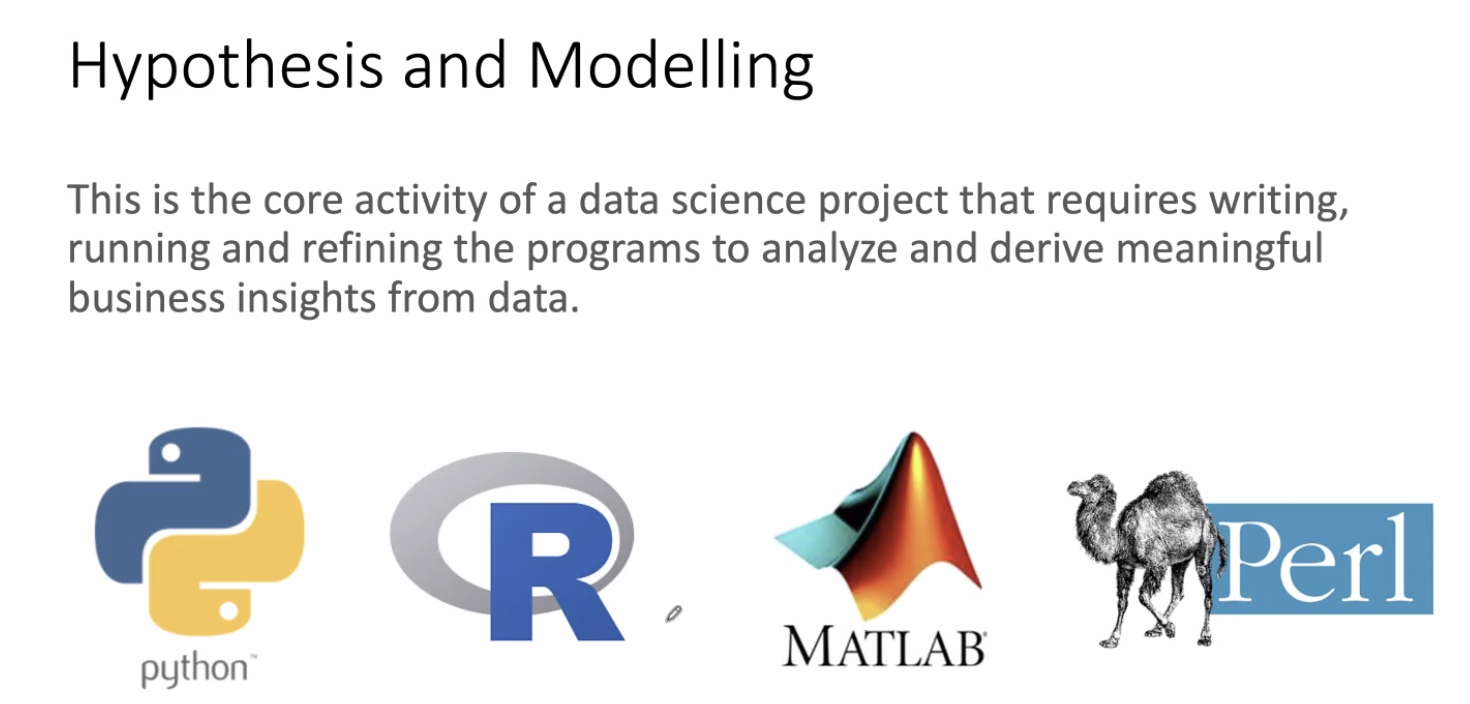 Hypothesis and Modelling
This is the core activity of a data science project that requires writing,
running and refining the programs to analyze and derive meaningful
business insights from data.
python™
R
MATLAB®
Perl